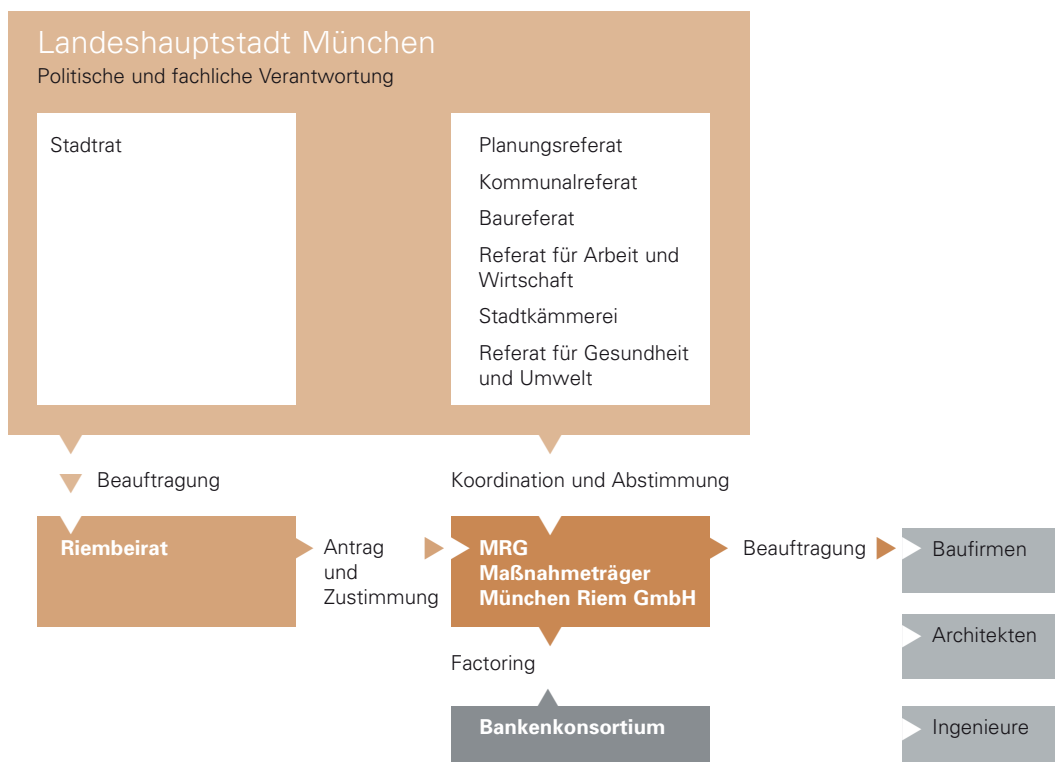 Landeshauptstadt München
Politische und fachliche Verantwortung
Stadtrat
Planungsreferat
Kommunalreferat
Baureferat
Referat für Arbeit und
Wirtschaft
Stadtkämmerei
Referat für Gesundheit
und Umwelt
Beauftragung
Koordination und Abstimmung
Riembeirat
Antrag
und
Zustimmung
MRG
Maßnahmeträger
München Riem GmbH
Beauftragung
Baufirmen
Architekten
Ingenieure
Factoring
Bankenkonsortium